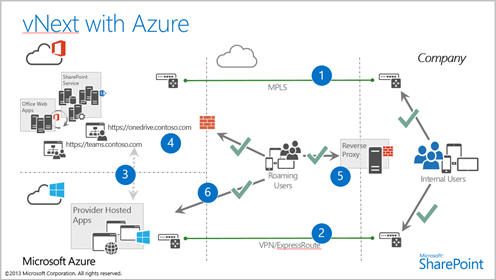 vNext with Azure
Company
SharePoint
Service
Office Web
Apps
1
MPLS
https://onedrive.contoso.com
https://teams.contoso.com
4
Reverse
Proxy
3
Roaming
Users
5
Internal Users
6
Provider Hosted
Apps
2
VPN/ExpressRoute
Microsoft Azure
©2013 Microsoft Corporation. All rights reserved.
Microsoft
SharePoint